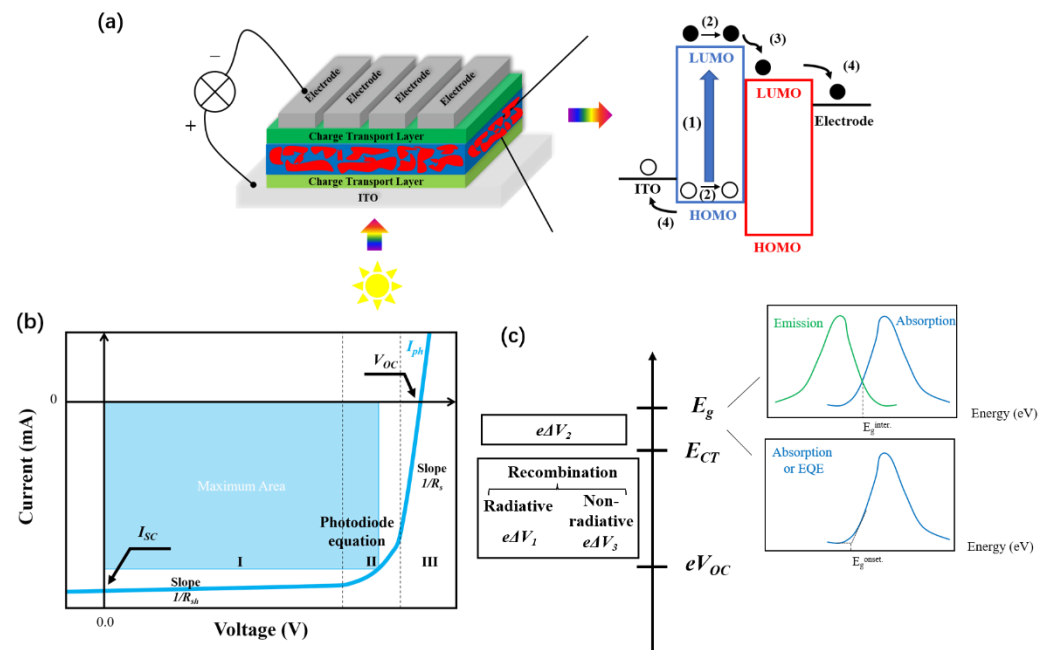 (a)
−
+
Electrode
Electrode
Electrode
Electrode
Charge Transport Layer
Charge Transport Layer
ITO
(2)
(3)
(4)
LUMO
LUMO
(1)
Electrode
ITO
(2)
(4)
HOMO
HOMO
(b)
Current (mA)
0
V_OC
I_ph
Maximum Area
Slope
1/R_s
Photodiode
equation
I_SC
I
II
III
Slope
1/R_sh
0.0
Voltage (V)
(c)
E_g
eΔV_2
E_CT
Recombination
Radiative
eΔV_1
Non-
radiative
eΔV_3
eV_OC
Emission
Absorption
Energy (eV)
E_g^inter.
Absorption
or EQE
Energy (eV)
E_g^onset.